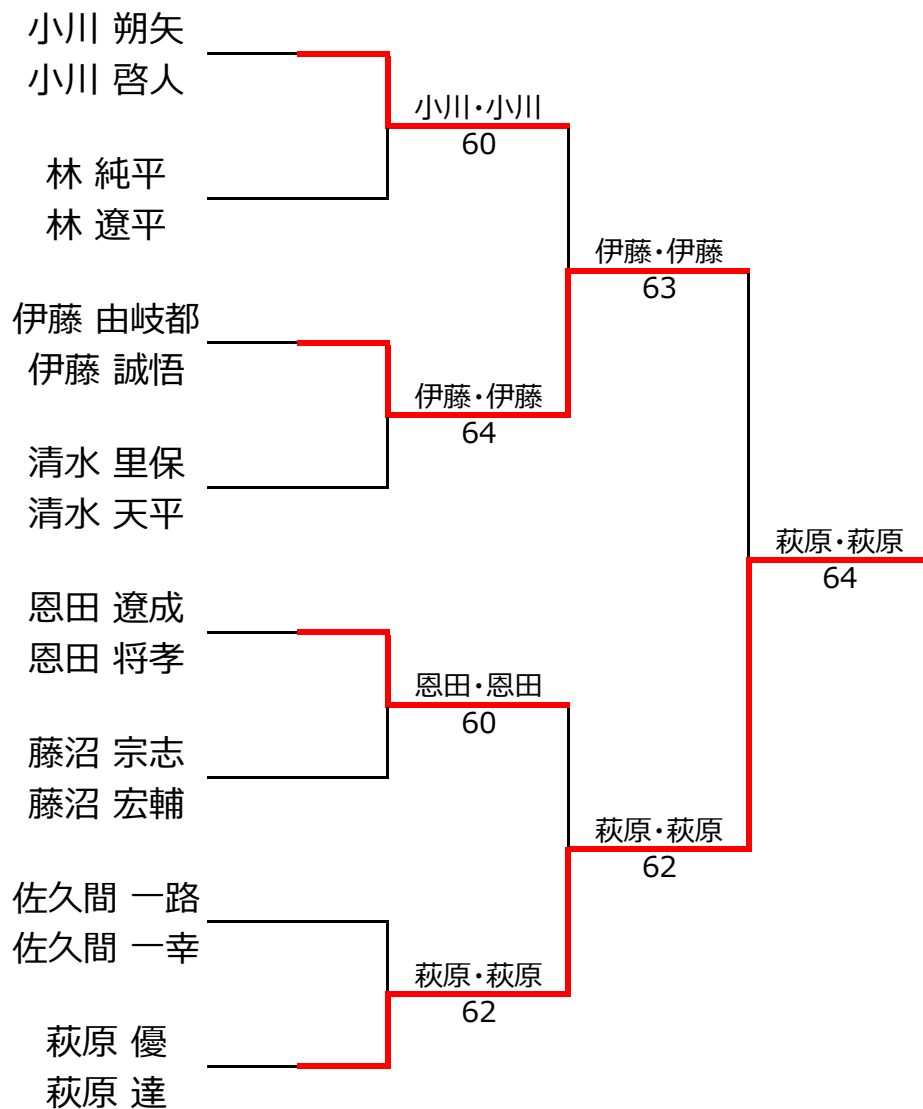 小川 朔矢
小川 啓人
小川・小川
60
林 純平
林 遼平
伊藤・伊藤
63
伊藤 由岐都
伊藤 誠悟
伊藤・伊藤
64
清水 里保
清水 天平
萩原・萩原
64
恩田 遼成
恩田 将孝
恩田・恩田
60
藤沼 宗志
藤沼 宏輔
萩原・萩原
62
佐久間 一路
佐久間 一幸
萩原・萩原
62
萩原 優
萩原 達